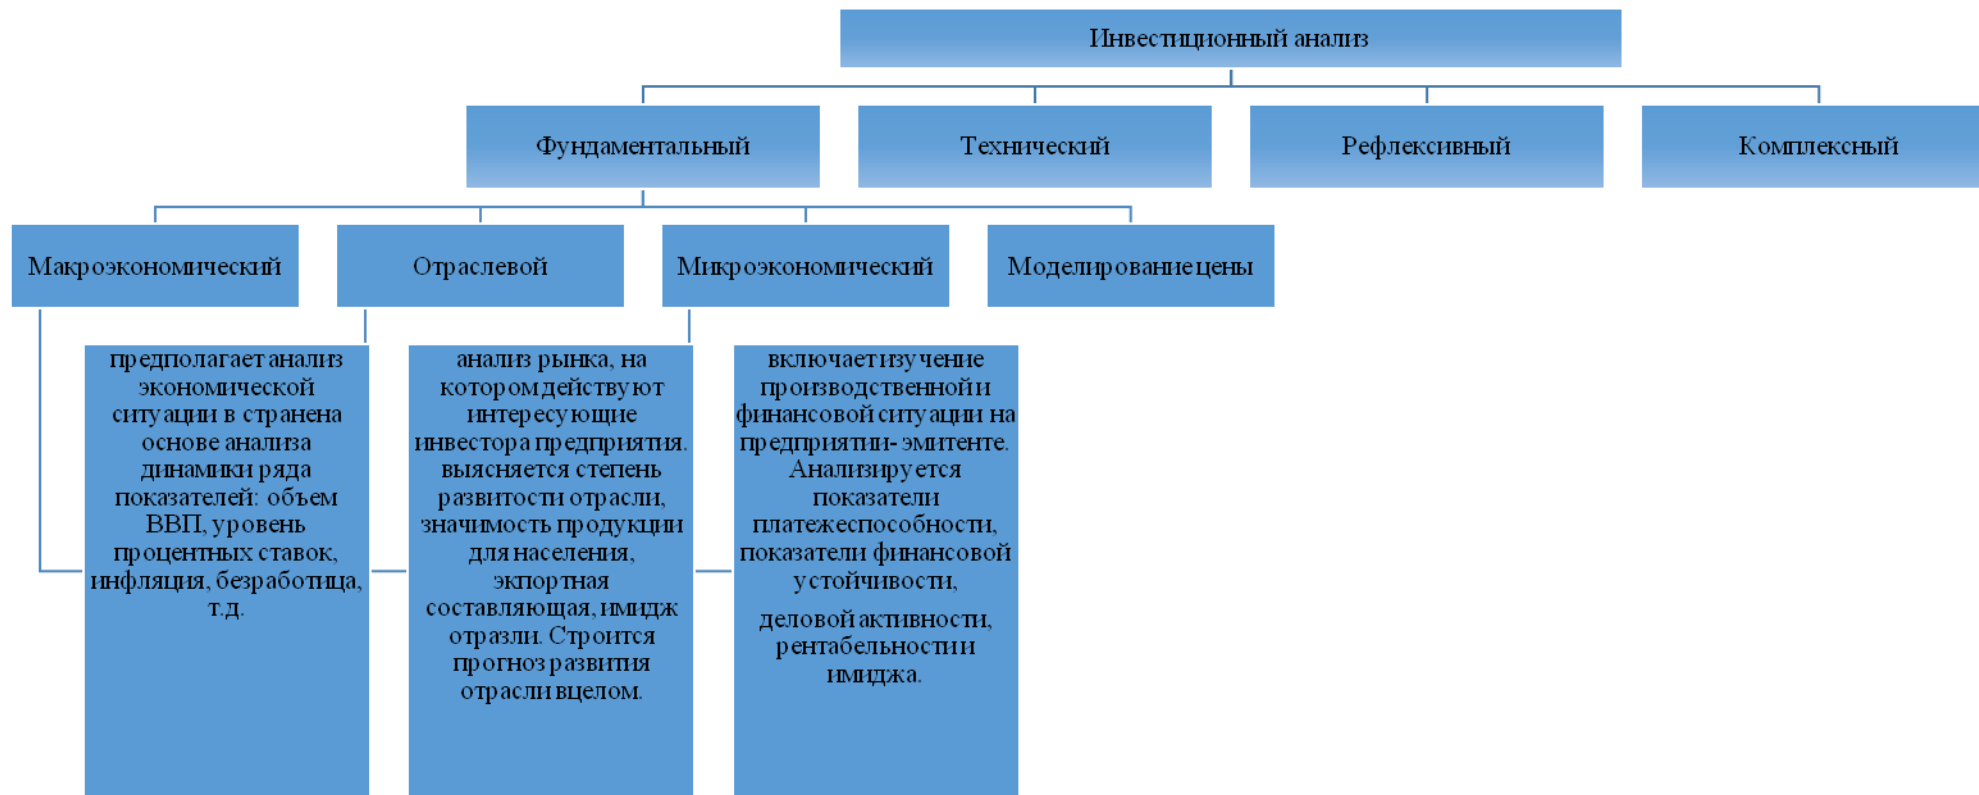 Инвестиционный анализ
Фундаментальный
Технический
Рефлексивный
Комплексный
Макроэкономический
Отраслевой
Микроэкономический
Моделирование цены
предполагает анализ
экономической
ситуации в странена
основе анализа
динамики ряда
показателей: объем
ВВП, уровень
процентных ставок,
инфляция, безработица,
т.д.
анализ рынка, на
котором действуют
интересующие
инвестора предприятия.
выясняется степень
развитости отрасли,
значимость продукции
для населения,
экпортная
составляющая, имидж
отразли. Строится
прогноз развития
отрасли вцелом.
включает изучение
производственной и
финансовой ситуации на
предприятии- эмитенте.
Анализируется
показатели
платежеспособности,
показатели финансовой
устойчивости,
деловой активности,
рентабельности и
имиджа.